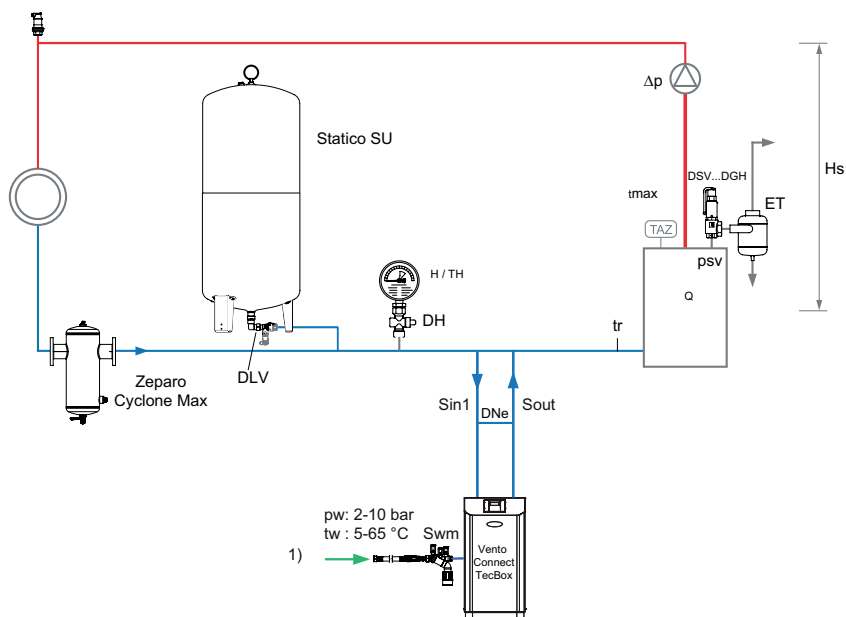 Δp
Statico SU
Hs
DSV...DGH
tmax
ET
TAZ
psv
H / TH
Q
DH
tr
DLV
Zeparo
Cyclone Max
Sin1
Sout
DNe
pw: 2-10 bar
tw : 5-65 °C
Swm
1)
Vento
Connect
TecBox